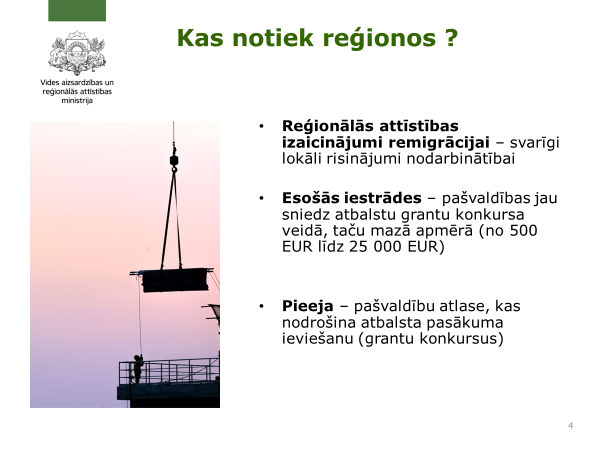 Kas notiek reģionos ?
Vides aizsardzības un
reģionālās attīstības
ministrija
• Reģionālās attīstības
izaicinājumi remigrācijai – svarīgi
lokāli risinājumi nodarbinātībai
• Esošās iestrādes – pašvaldības jau
sniedz atbalstu grantu konkursa
veidā, taču mazā apmērā (no 500
EUR līdz 25 000 EUR)
• Pieeja – pašvaldību atlase, kas
nodrošina atbalsta pasākuma
ieviešanu (grantu konkursus)
4